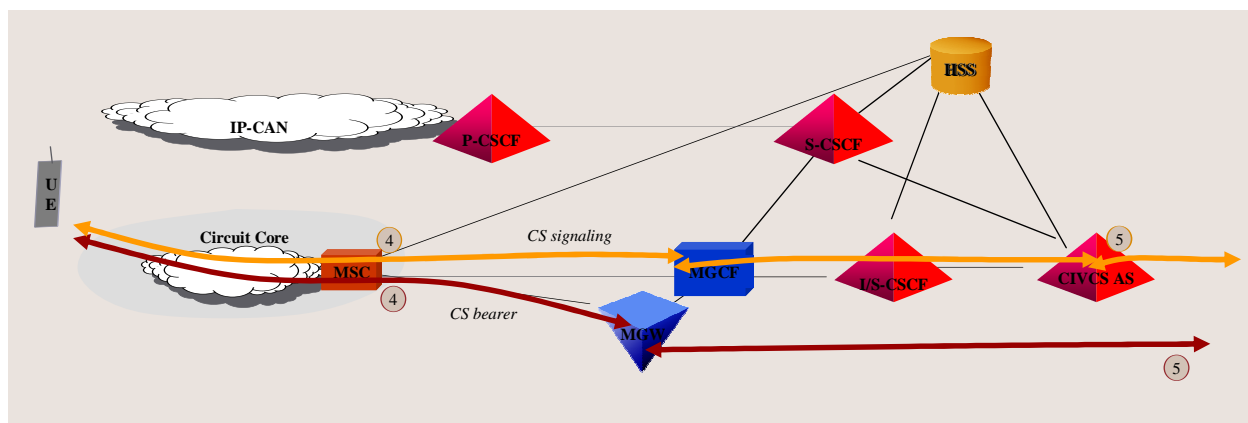 HSS
IP-CAN
P-CSCF
S-CSCF
U
E
Circuit Core
4
CS signaling
5
MSC
MGCF
I/S-CSCF
CIVCS AS
4
CS bearer
MGW
5